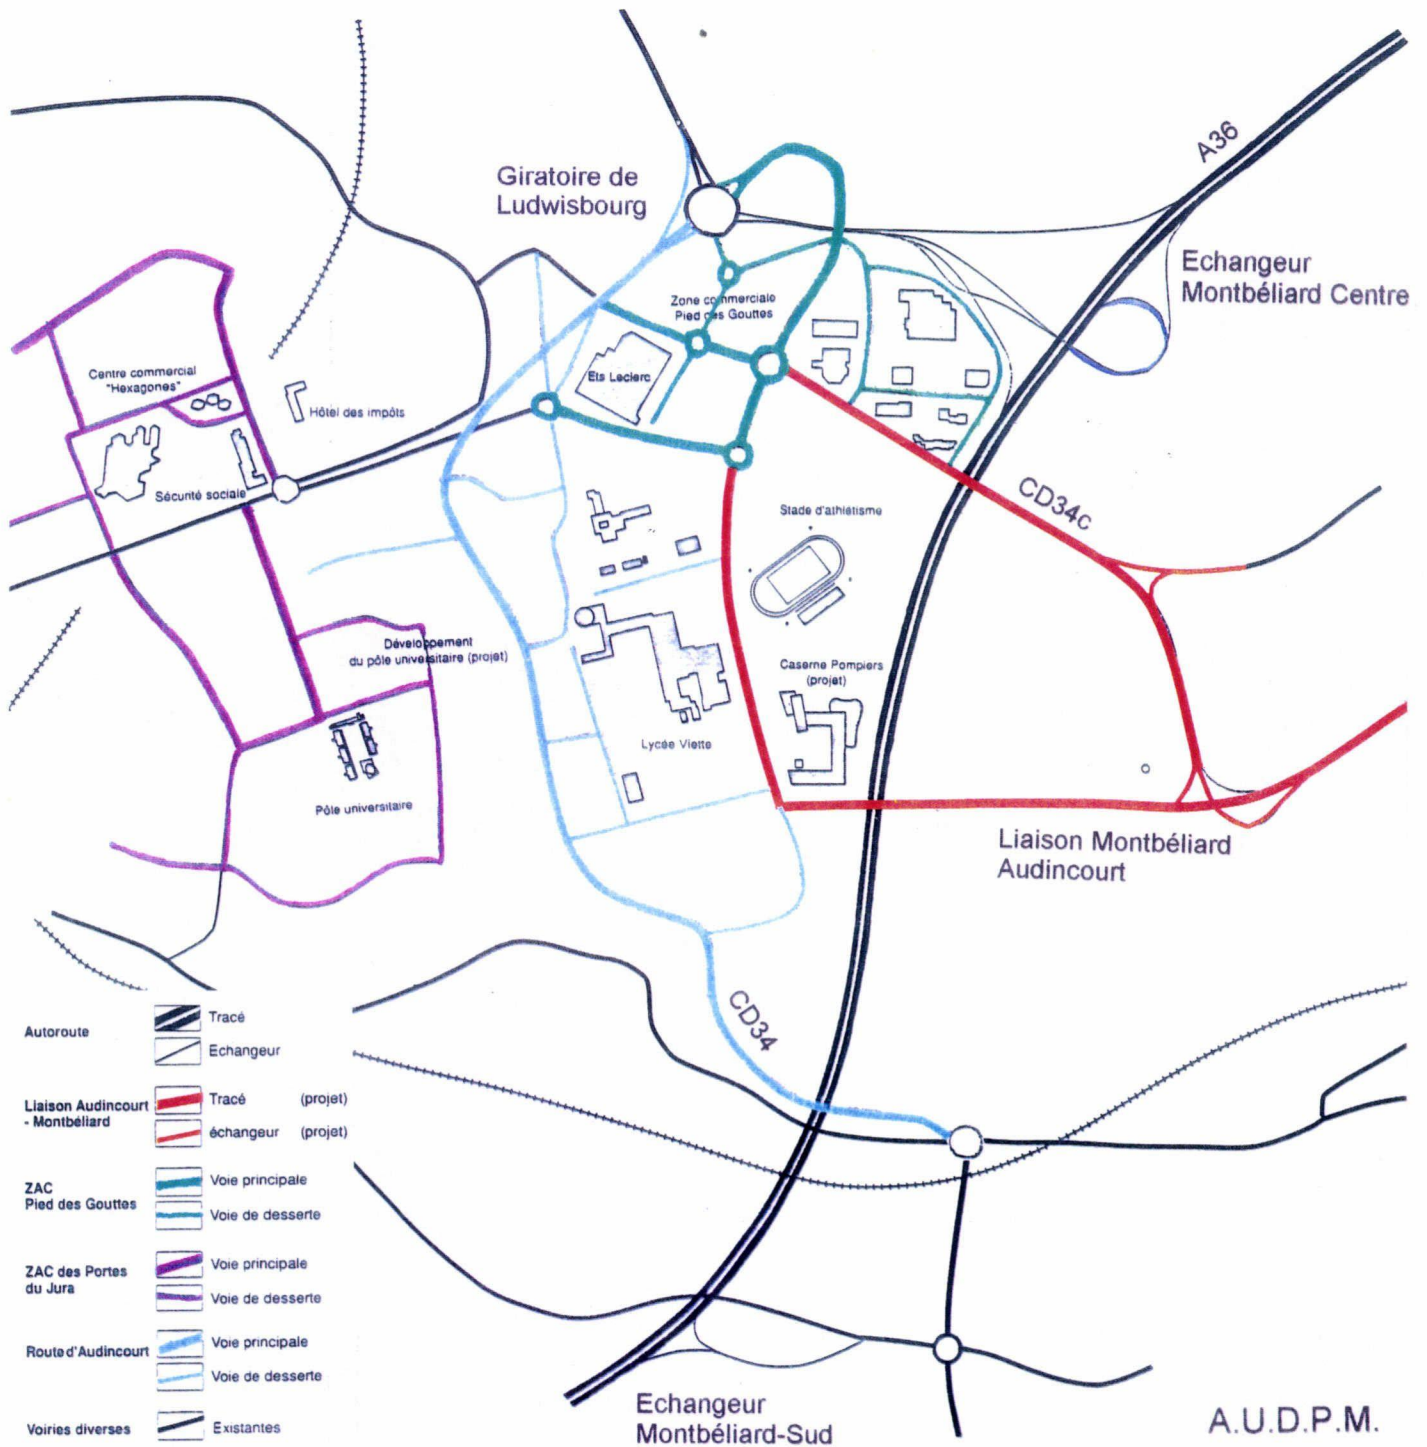 A36
Giratoire de
Ludwisbourg
Echangeur
Montbéliard Centre
Zone commerciale
Pied des Gouttes
Centre commercial
"Hexagones"
Ets Leclerc
Hôtel des impôts
Sécurité sociale
CD34c
Stade d'athlétisme
Développement
du pôle universitaire (projet)
Caserne Pompiers
(projet)
Lycée Viette
Pôle universitaire
Liaison Montbéliard
Audincourt
CD34
Autoroute
Tracé
Echangeur
Liaison Audincourt
- Montbéliard
Tracé (projet)
échangeur (projet)
ZAC
Pied des Gouttes
Voie principale
Voie de desserte
ZAC des Portes
du Jura
Voie principale
Voie de desserte
Route d'Audincourt
Voie principale
Voie de desserte
Voiries diverses
Existantes
Echangeur
Montbéliard-Sud
A.U.D.P.M.